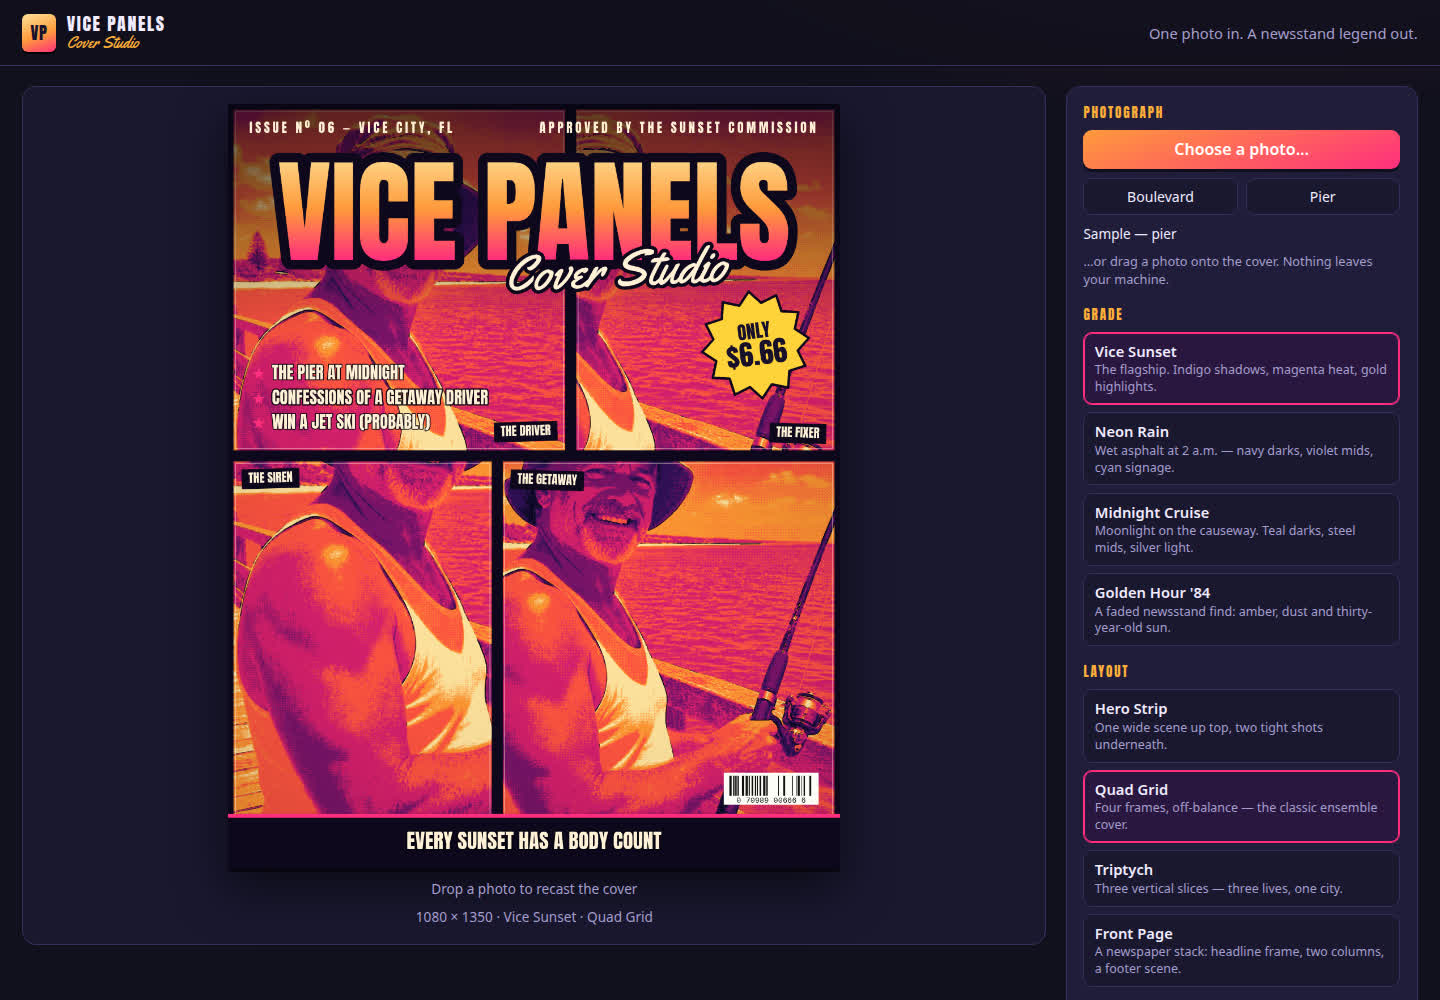 VP
VICE PANELS
Cover Studio
One photo in. A newsstand legend out.
ISSUE Nº 06 — VICE CITY, FL
APPROVED BY THE SUNSET COMMISSION
VICE PANELS
Cover Studio
ONLY
$6.66
★ THE PIER AT MIDNIGHT
★ CONFESSIONS OF A GETAWAY DRIVER
★ WIN A JET SKI (PROBABLY)
THE DRIVER
THE FIXER
THE SIREN
THE GETAWAY
0 70989 00666 6
EVERY SUNSET HAS A BODY COUNT
Drop a photo to recast the cover
1080 × 1350 · Vice Sunset · Quad Grid
PHOTOGRAPH
Choose a photo...
Boulevard
Pier
Sample — pier
...or drag a photo onto the cover. Nothing leaves
your machine.
GRADE
Vice Sunset
The flagship. Indigo shadows, magenta heat, gold
highlights.
Neon Rain
Wet asphalt at 2 a.m. — navy darks, violet mids,
cyan signage.
Midnight Cruise
Moonlight on the causeway. Teal darks, steel
mids, silver light.
Golden Hour '84
A faded newsstand find: amber, dust and thirty-
year-old sun.
LAYOUT
Hero Strip
One wide scene up top, two tight shots
underneath.
Quad Grid
Four frames, off-balance — the classic ensemble
cover.
Triptych
Three vertical slices — three lives, one city.
Front Page
A newspaper stack: headline frame, two columns,
a footer scene.